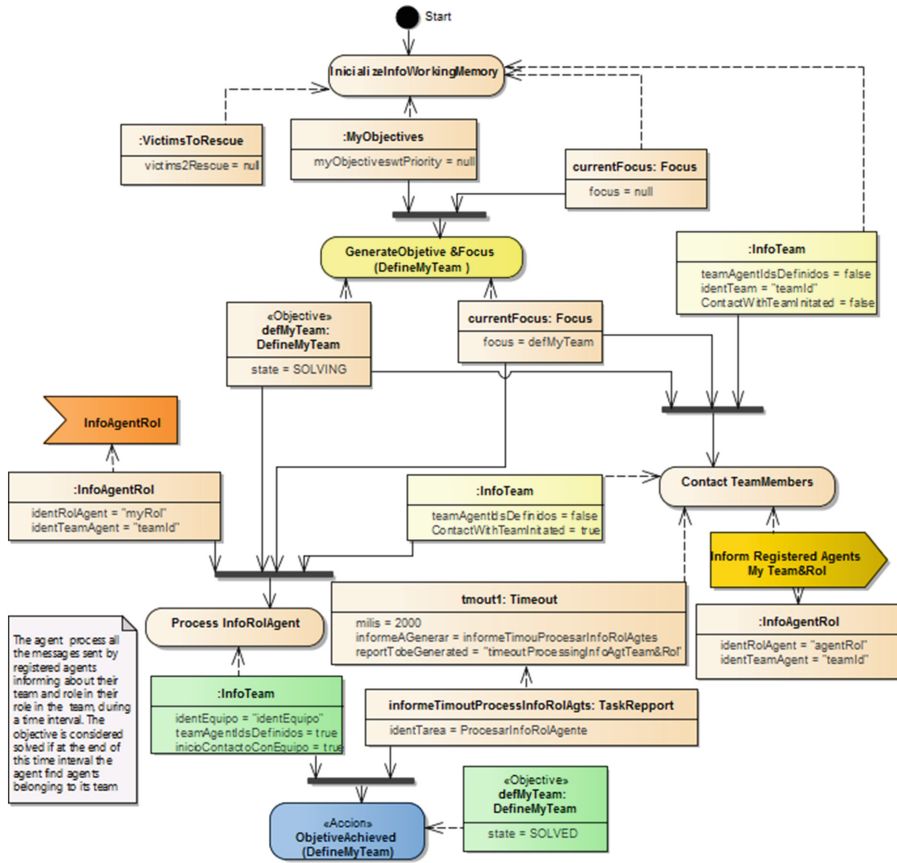 Start
InicializeInfoWorkingMemory
:VictimsToRescue
victims2Rescue = null
:MyObjectives
myObjectiveswtPriority = null
currentFocus: Focus
focus = null
GenerateObjetive &Focus
(DefineMyTeam )
:InfoTeam
teamAgentIdsDefinidos = false
identTeam = "teamId"
ContactWithTeamInitated = false
«Objective»
defMyTeam:
DefineMyTeam
state = SOLVING
currentFocus: Focus
focus = defMyTeam
InfoAgentRol
:InfoAgentRol
identRolAgent = "myRol"
identTeamAgent = "teamId"
:InfoTeam
teamAgentIdsDefinidos = false
ContactWithTeamInitated = true
Contact TeamMembers
Inform Registered Agents
My Team&Rol
:InfoAgentRol
identRolAgent = "agentRol"
identTeamAgent = "teamId"
Process InfoRolAgent
tmout1: Timeout
milis = 2000
informeAGenerar = informeTimouProcesarInfoRolAgtes
reportTobeGenerated = "timeoutProcessingInfoAgtTeam&Rol"
The agent process all
the messages sent by
registered agents
informing about their
team and role in their
role in the team, during
a time interval. The
objective is considered
solved if at the end of
this time interval the
agent find agents
belonging to its team
:InfoTeam
identEquipo = "identEquipo"
teamAgentIdsDefinidos = true
inicioContactoConEquipo = true
informeTimoutProcessInfoRolAgts: TaskRepport
identTarea = ProcesarInfoRolAgente
«Accion»
ObjetiveAchieved
(DefineMyTeam)
«Objective»
defMyTeam:
DefineMyTeam
state = SOLVED